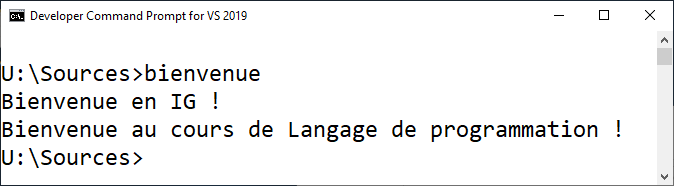 Developer Command Prompt for VS 2019
U:\Sources>bienvenue
Bienvenue en IG !
Bienvenue au cours de Langage de programmation !
U:\Sources>